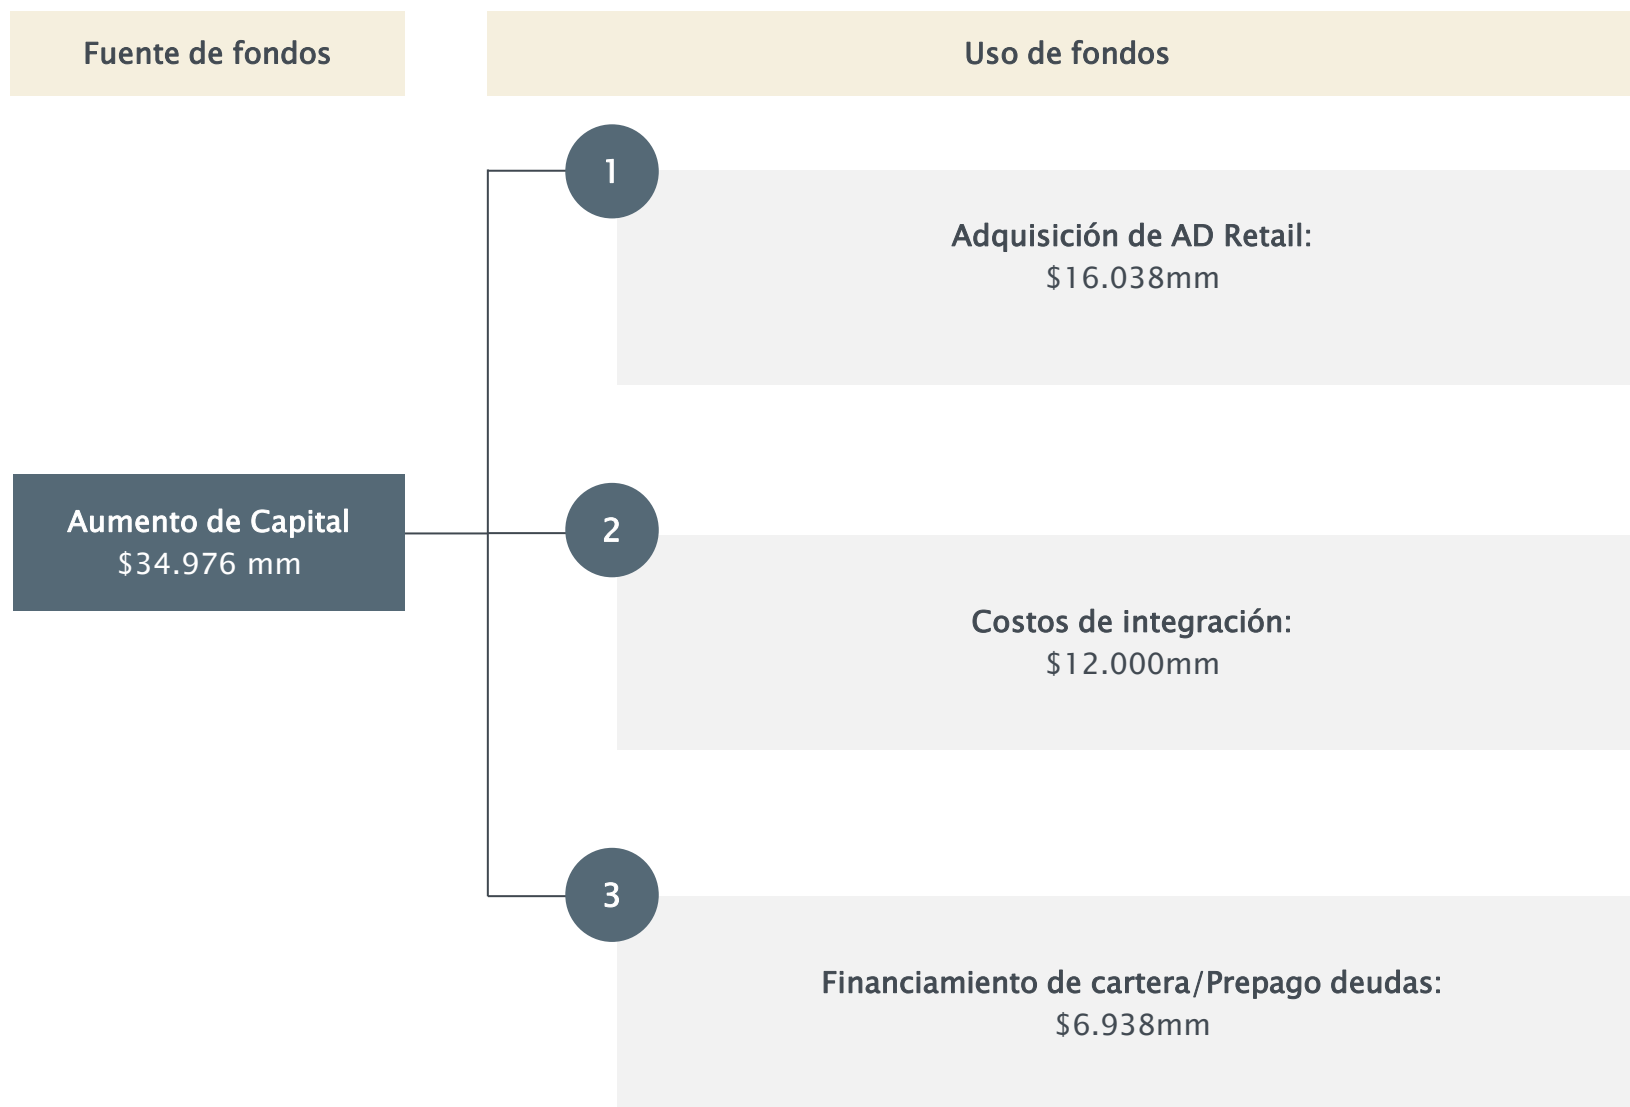 Fuente de fondos
Uso de fondos
1
Adquisición de AD Retail:
$16.038mm
Aumento de Capital
$34.976 mm
2
Costos de integración:
$12.000mm
3
Financiamiento de cartera/Prepago deudas:
$6.938mm